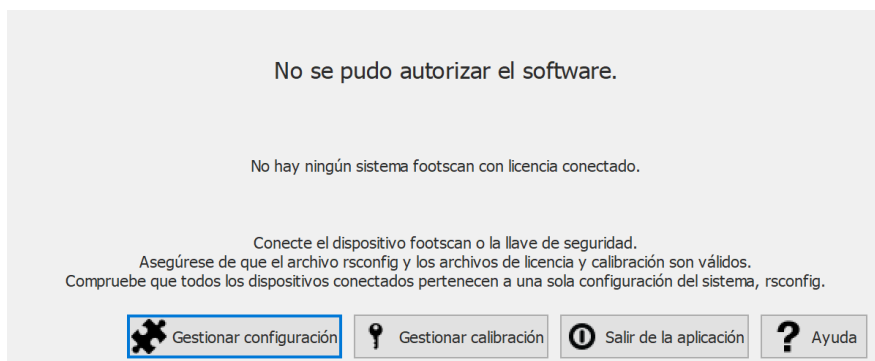 No se pudo autorizar el software.
No hay ningún sistema footscan con licencia conectado.
Conecte el dispositivo footscan o la llave de seguridad.
Asegúrese de que el archivo rsconfig y los archivos de licencia y calibración son válidos.
Compruebe que todos los dispositivos conectados pertenecen a una sola configuración del sistema, rsconfig.
Gestionar configuración
Gestionar calibración
Salir de la aplicación
? Ayuda